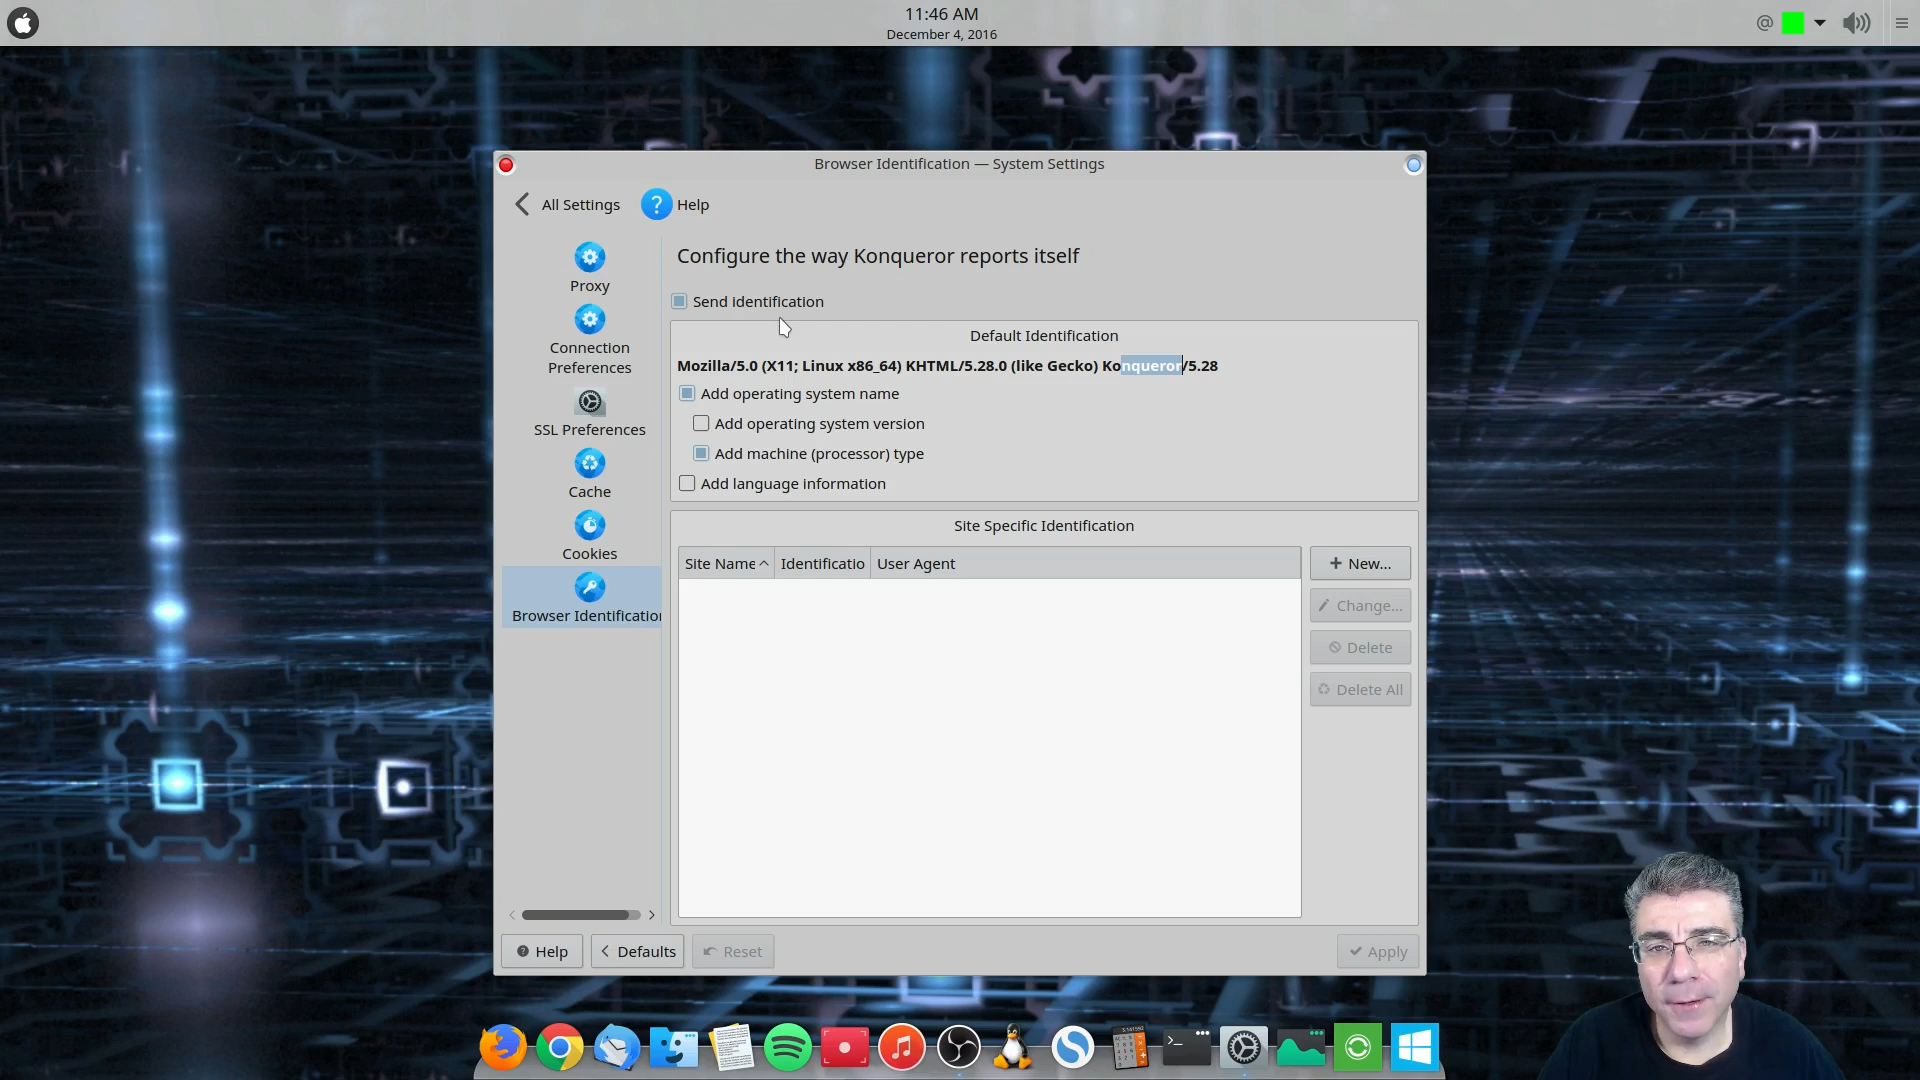 11:46 AM
December 4, 2016
Browser Identification — System Settings
All Settings
Help
Proxy
Connection
Preferences
SSL Preferences
Cache
Cookies
Browser Identification
Configure the way Konqueror reports itself
Send identification
Default Identification
Mozilla/5.0 (X11; Linux x86_64) KHTML/5.28.0 (like Gecko) Konqueror/5.28
Add operating system name
Add operating system version
Add machine (processor) type
Add language information
Site Specific Identification
Site Name Identificatio User Agent
New...
Change...
Delete
Delete All
Help Defaults Reset Apply